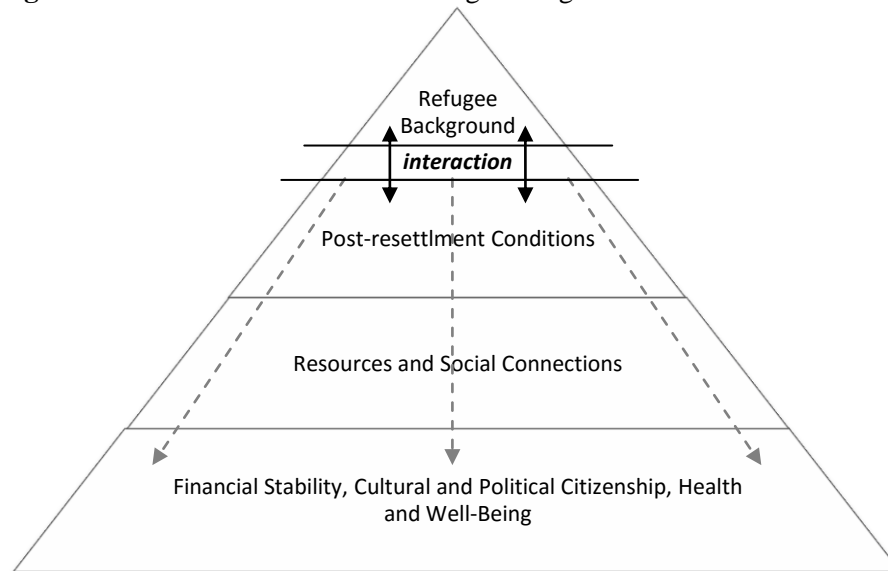 Refugee
Background
interaction
Post-resettlment Conditions
Resources and Social Connections
Financial Stability, Cultural and Political Citizenship, Health
and Well-Being